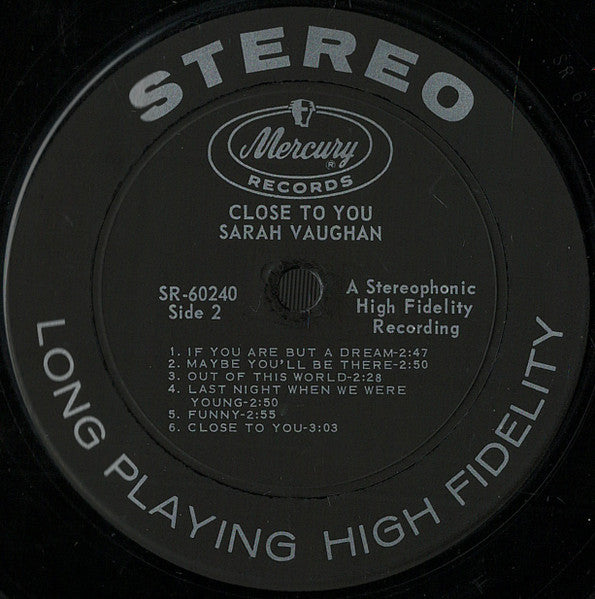 STEREO
Mercury
®
RECORDS
CLOSE TO YOU
SARAH VAUGHAN
SR-60240
Side 2
A Stereophonic
High Fidelity
Recording
1. IF YOU ARE BUT A DREAM-2:47
2. MAYBE YOU'LL BE THERE-2:50
3. OUT OF THIS WORLD-2:28
4. LAST NIGHT WHEN WE WERE
YOUNG-2:50
5. FUNNY-2:55
6. CLOSE TO YOU-3:03
LONG PLAYING HIGH FIDELITY